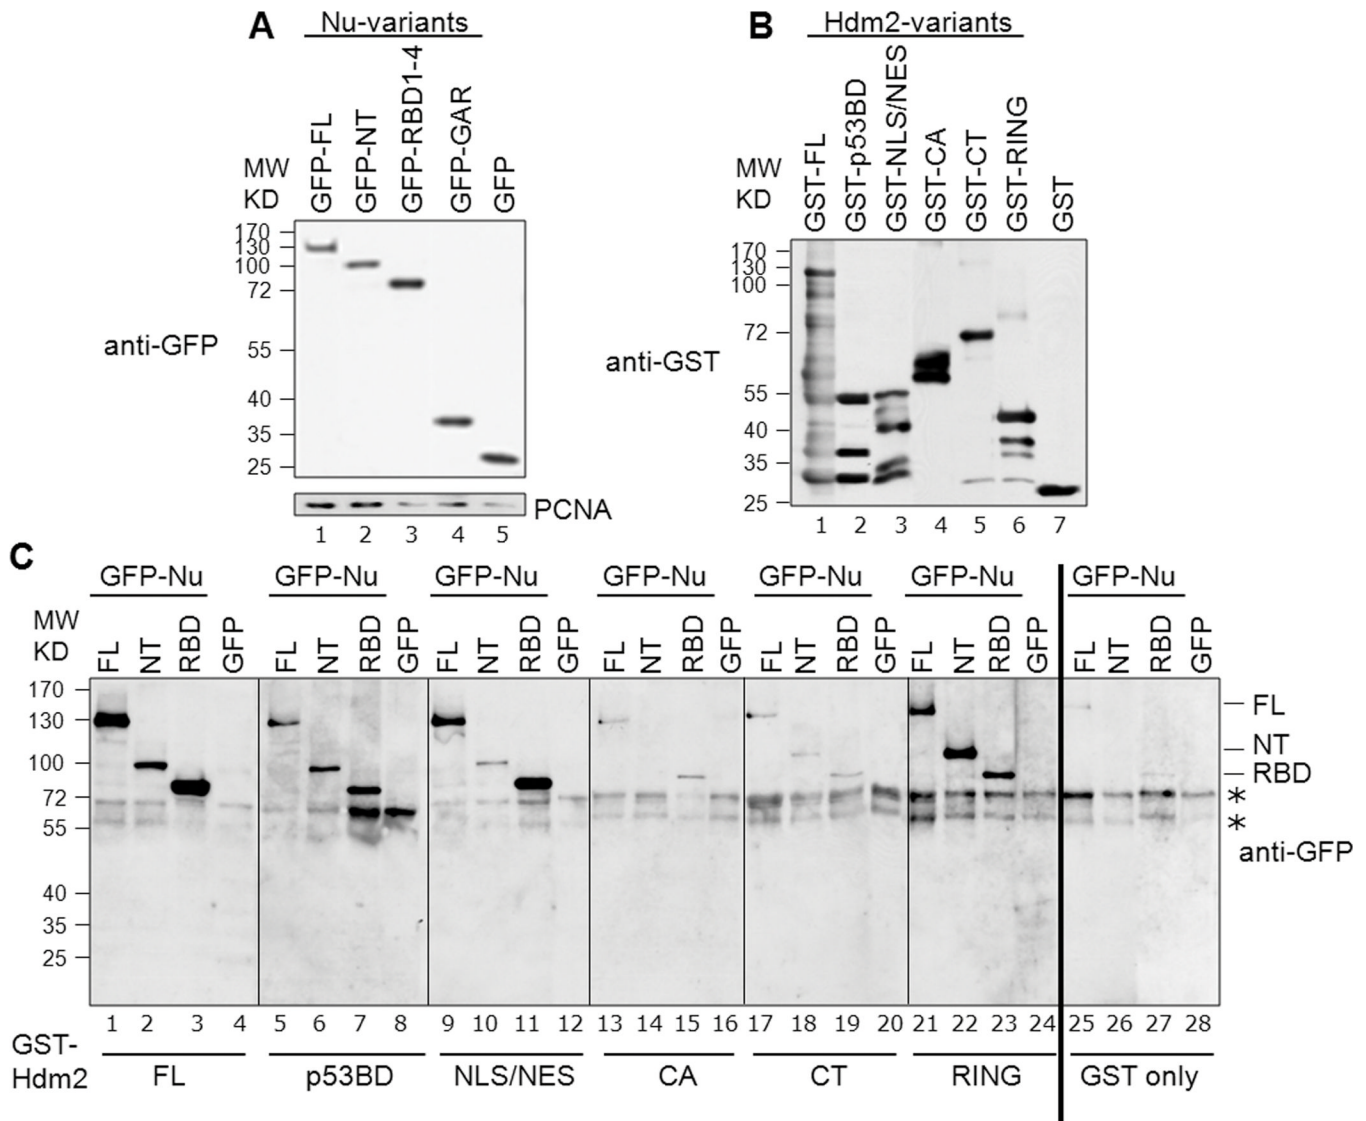 A
Nu-variants
MW
KD
GFP-FL
GFP-NT
GFP-RBD1-4
GFP-GAR
GFP
170
130
100
72
55
40
35
25
anti-GFP
PCNA
1 2 3 4 5
B
Hdm2-variants
MW
KD
GST-FL
GST-p53BD
GST-NLS/NES
GST-CA
GST-CT
GST-RING
GST
170
130
100
72
55
40
35
25
anti-GST
1 2 3 4 5 6 7
C
GFP-Nu GFP-Nu GFP-Nu GFP-Nu GFP-Nu GFP-Nu GFP-Nu
MW
KD
FL NT RBD GFP FL NT RBD GFP FL NT RBD GFP FL NT RBD GFP FL NT RBD GFP FL NT RBD GFP FL NT RBD GFP
170
130
100
72
55
40
35
25
FL
NT
RBD
*
*
anti-GFP
1 2 3 4 5 6 7 8 9 10 11 12 13 14 15 16 17 18 19 20 21 22 23 24 25 26 27 28
GST-
Hdm2
FL p53BD NLS/NES CA CT RING GST only